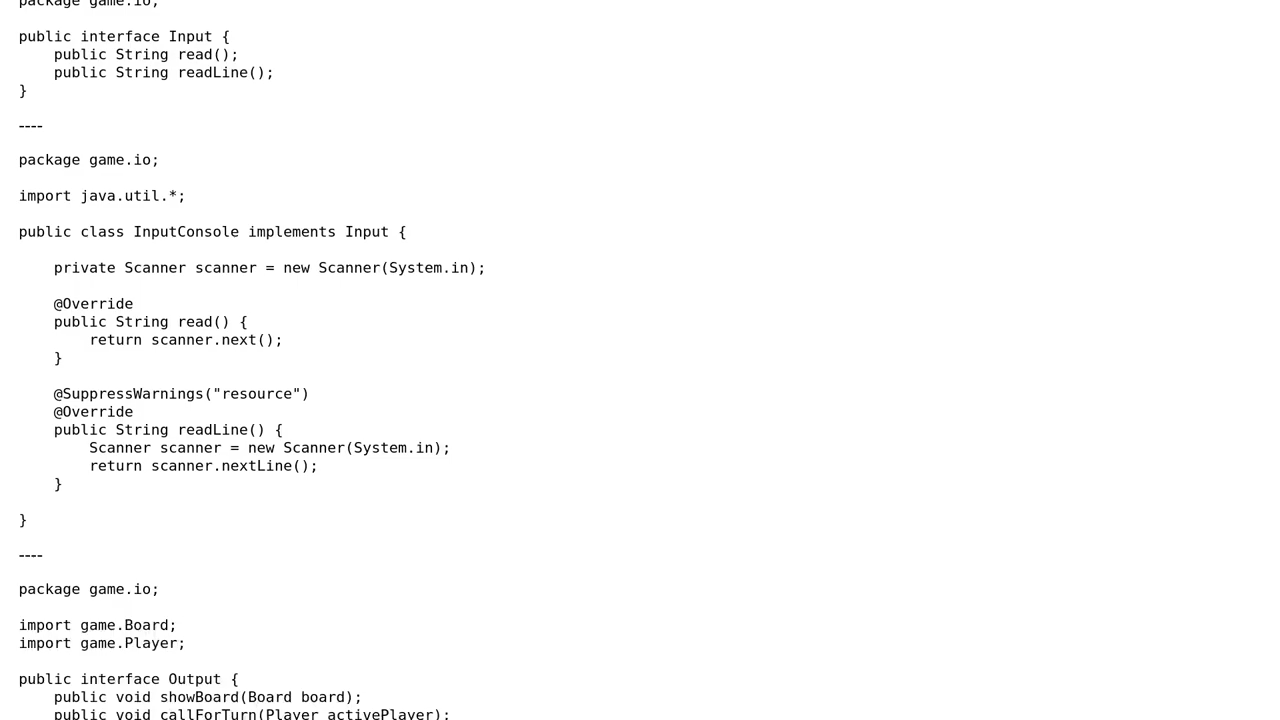 package game.io;
public interface Input {
    public String read();
    public String readLine();
}
----
package game.io;
import java.util.*;
public class InputConsole implements Input {
    private Scanner scanner = new Scanner(System.in);
    @Override
    public String read() {
        return scanner.next();
    }
    @SuppressWarnings("resource")
    @Override
    public String readLine() {
        Scanner scanner = new Scanner(System.in);
        return scanner.nextLine();
    }
}
----
package game.io;
import game.Board;
import game.Player;
public interface Output {
    public void showBoard(Board board);
    public void callForTurn(Player activePlayer);